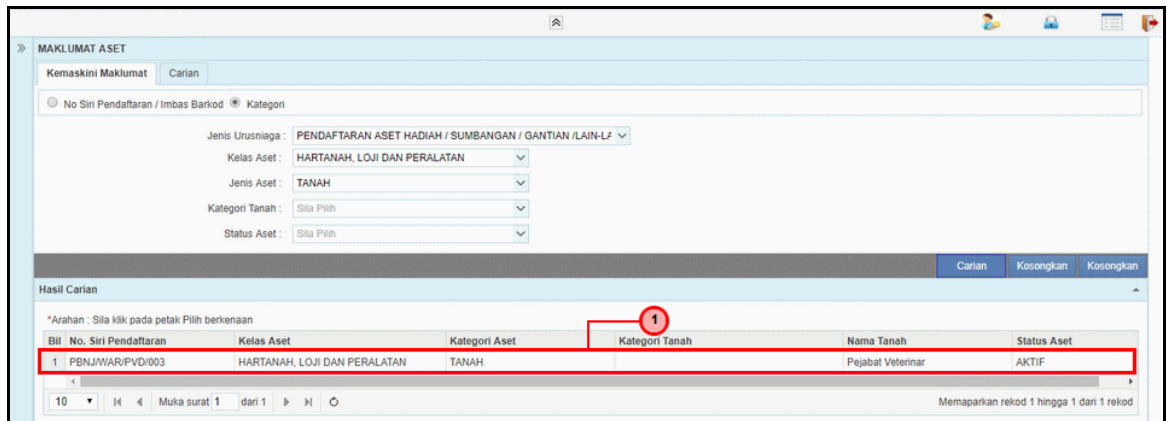 MAKLUMAT ASET
Kemaskini Maklumat Carian
No Siri Pendaftaran / Imbas Barkod Kategori
Jenis Urusniaga : PENDAFTARAN ASET HADIAH / SUMBANGAN / GANTIAN /LAIN-LA
Kelas Aset : HARTANAH, LOJI DAN PERALATAN
Jenis Aset : TANAH
Kategori Tanah : Sila Pilih
Status Aset : Sila Pilih
Carian Kosongkan Kosongkan
Hasil Carian
*Arahan : Sila klik pada petak Pilih berkenaan
1
Bil No. Siri Pendaftaran Kelas Aset Kategori Aset Kategori Tanah Nama Tanah Status Aset
1 PBNJ/WAR/PVD/003 HARTANAH, LOJI DAN PERALATAN TANAH Pejabat Veterinar AKTIF
10 Muka surat 1 dari 1 Memaparkan rekod 1 hingga 1 dari 1 rekod